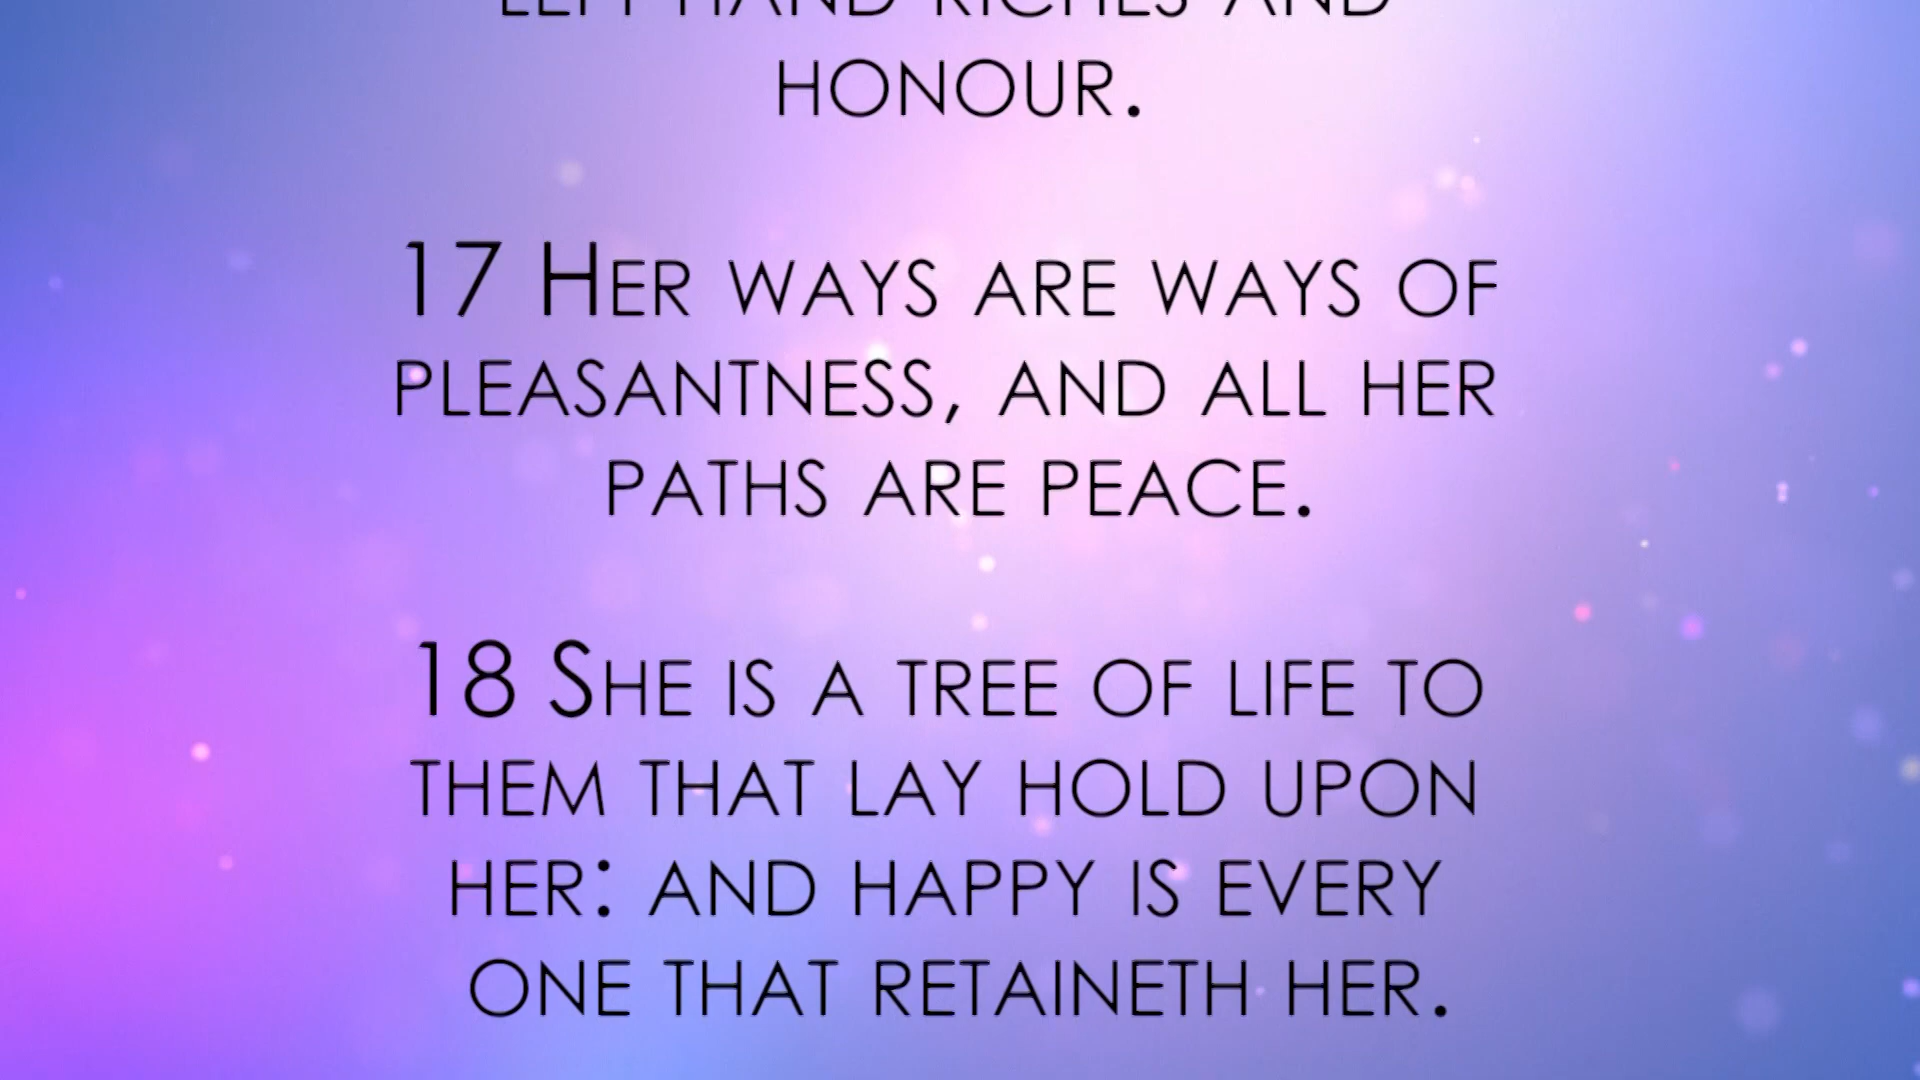 LEFT HAND RICHES AND
HONOUR.
17 HER WAYS ARE WAYS OF
PLEASANTNESS, AND ALL HER
PATHS ARE PEACE.
18 SHE IS A TREE OF LIFE TO
THEM THAT LAY HOLD UPON
HER: AND HAPPY IS EVERY
ONE THAT RETAINETH HER.